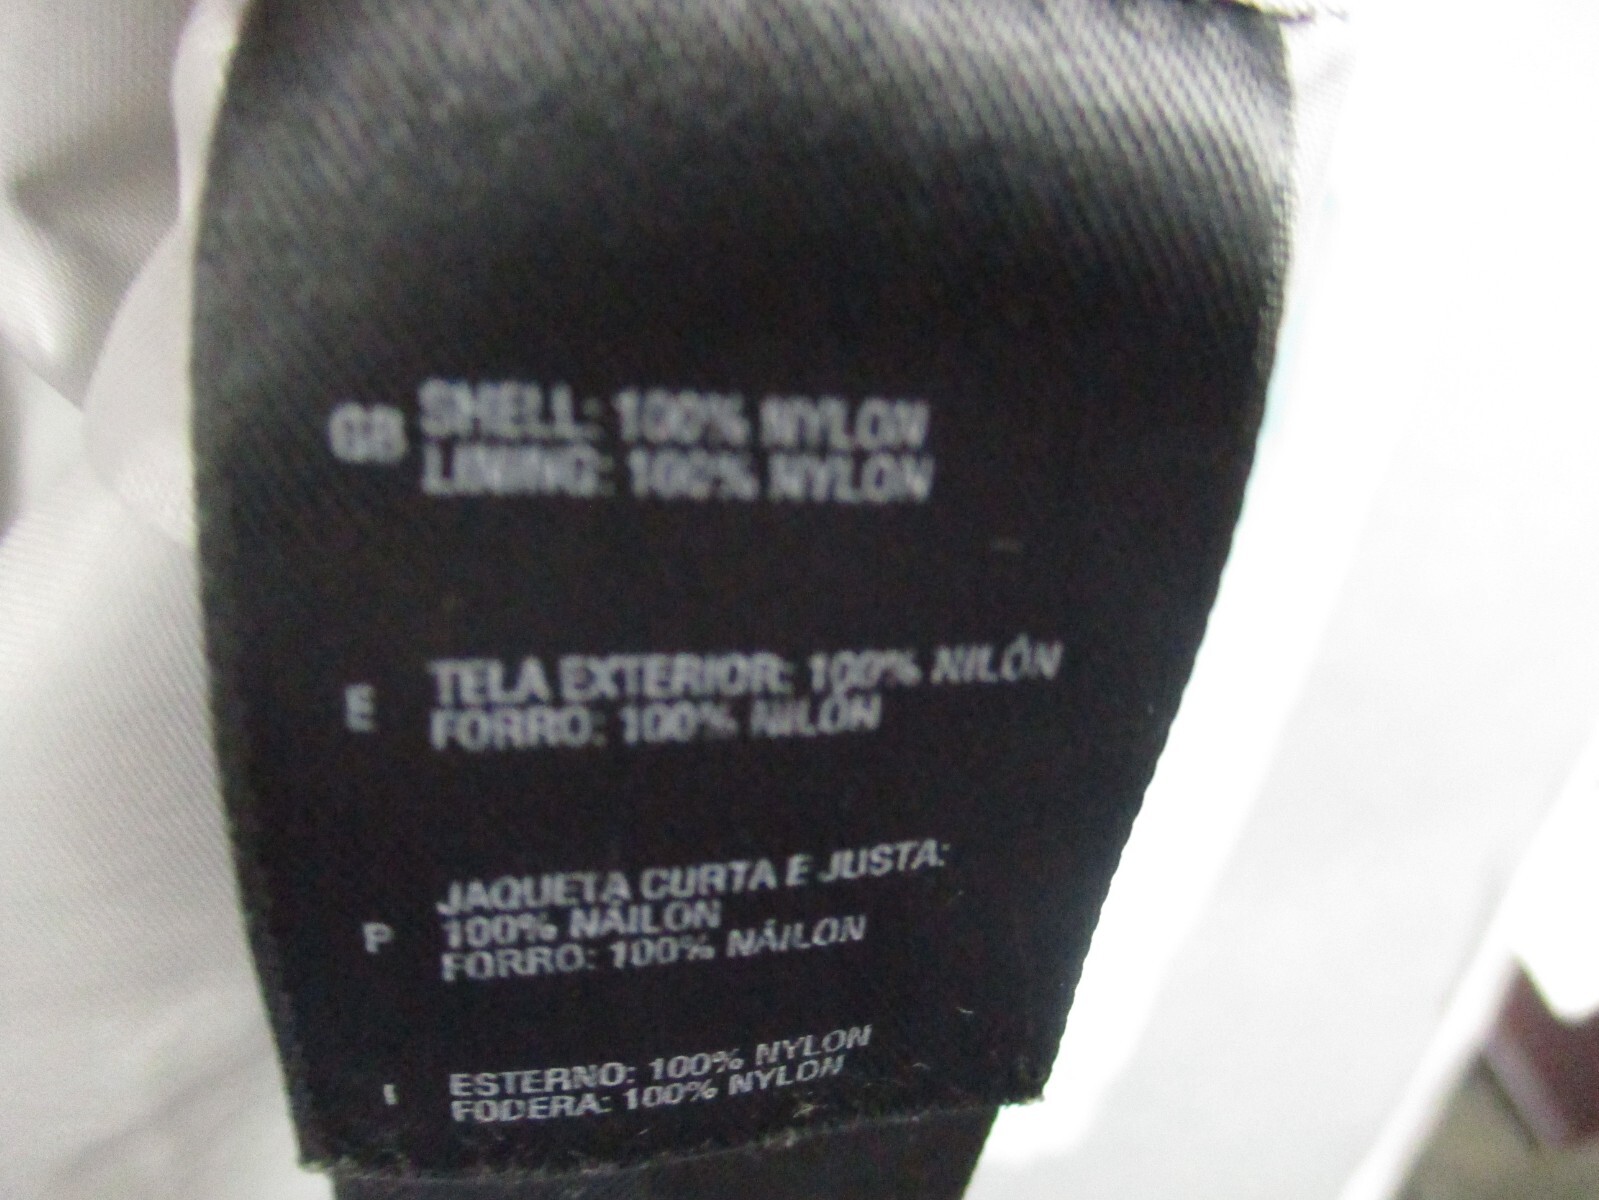 GB SHELL: 100% NYLON
LINING: 100% NYLON
E TELA EXTERIOR: 100% NILÓN
FORRO: 100% NILÓN
P JAQUETA CURTA E JUSTA:
100% NÁILON
FORRO: 100% NÁILON
I ESTERNO: 100% NYLON
FODERA: 100% NYLON